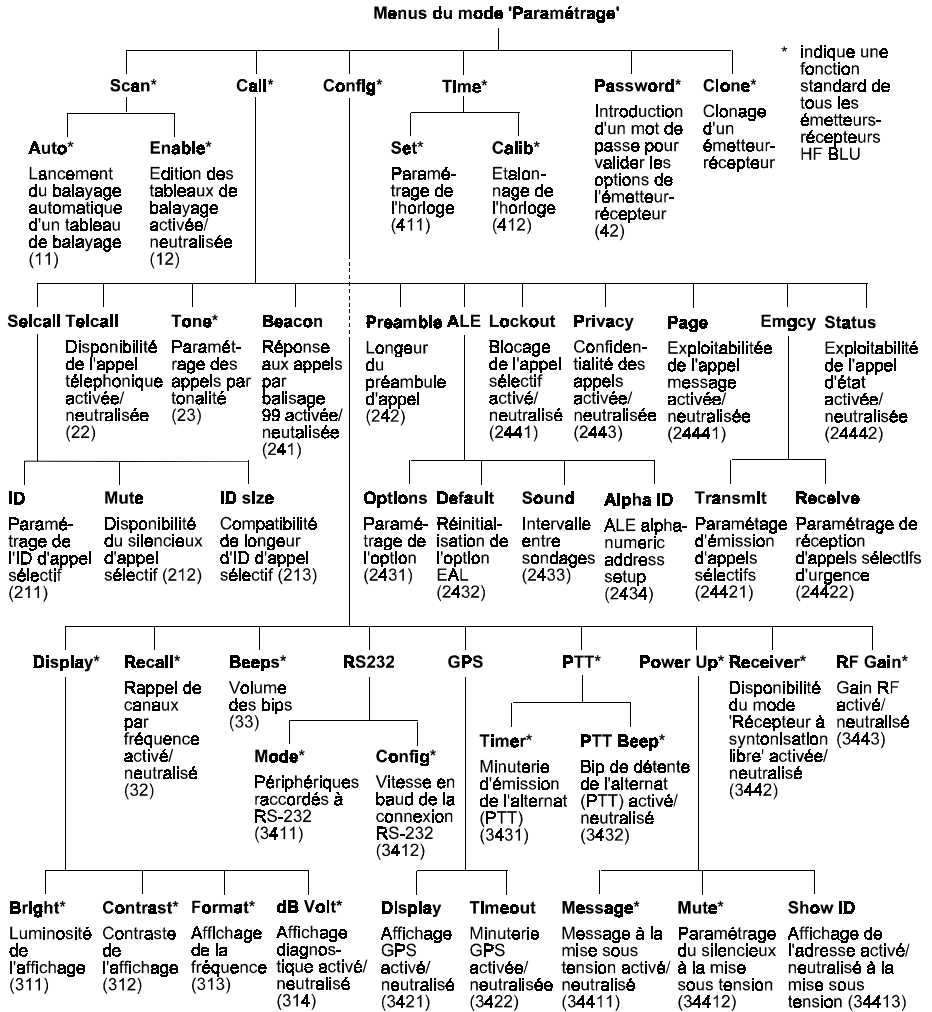 Menus du mode 'Paramétrage'
* indique une
fonction
standard de
tous les
émetteurs-
récepteurs
HF BLU
Scan*
Call*
Config*
Time*
Password*
Introduction
d'un mot de
passe pour
valider les
options de
l'émetteur-
récepteur
(42)
Clone*
Clonage
d'un
émetteur-
récepteur
Auto*
Lancement
du balayage
automatique
d'un tableau
de balayage
(11)
Enable*
Edition des
tableaux de
balayage
activée/
neutralisée
(12)
Set*
Paramé-
trage de
l'horloge
(411)
Calib*
Etalon-
nage de
l'horloge
(412)
Selcall
Telcall
Disponibilité
de l'appel
télephonique
activée/
neutralisée
(22)
Tone*
Paramét-
rage des
appels par
tonalité
(23)
Beacon
Réponse
aux appels
par
balisage
99 activée/
neutalisée
(241)
Preamble
Longeur
du
préambule
d'appel
(242)
ALE
Lockout
Blocage
de l'appel
sélectif
activé/
neutralisé
(2441)
Privacy
Confiden-
tialité des
appels
activée/
neutralisée
(2443)
Page
Exploitabilitée
de l'appel
message
activée/
neutralisée
(24441)
Emgcy
Status
Exploitabilité
de l'appel
d'état
activée/
neutralisée
(24442)
ID
Paramé-
trage de
l'ID d'appel
sélectif
(211)
Mute
Disponibilité
du silencieux
d'appel
sélectif (212)
ID size
Compatibilité
de longeur
d'ID d'appel
sélectif (213)
Options
Paramé-
trage de
l'option
(2431)
Default
Réinitial-
isation de
l'option
EAL
(2432)
Sound
Intervalle
entre
sondages
(2433)
Alpha ID
ALE alpha-
numeric
address
setup
(2434)
Transmit
Paramétage
d'émission
d'appels
sélectifs
(24421)
Receive
Paramétrage de
réception
d'appels sélectifs
d'urgence
(24422)
Display*
Recall*
Rappel de
canaux
par
fréquence
activé/
neutralisé
(32)
Beeps*
Volume
des bips
(33)
RS232
GPS
PTT*
Power Up*
Receiver*
Disponibilité
du mode
'Récepteur à
syntonisation
libre' activée/
neutralisé
(3442)
RF Gain*
Gain RF
activé/
neutralisé
(3443)
Mode*
Périphériques
raccordés à
RS-232
(3411)
Config*
Vitesse en
baud de la
connexion
RS-232
(3412)
Timer*
Minuterie
d'émission
de l'alternat
(PTT)
(3431)
PTT Beep*
Bip de détente
de l'alternat
(PTT) activé/
neutralisé
(3432)
Bright*
Luminosité
de
l'affichage
(311)
Contrast*
Contraste
de
l'affichage
(312)
Format*
Affichage
de la
fréquence
(313)
dB Volt*
Affichage
diagnos-
tique activé/
neutralisé
(314)
Display
Affichage
GPS
activé/
neutralisé
(3421)
Timeout
Minuterie
GPS
activée/
neutralisée
(3422)
Message*
Message à la
mise sous
tension activé/
neutralisé
(34411)
Mute*
Paramétrage
du silencieux
à la mise
sous tension
(34412)
Show ID
Affichage de
l'adresse activé/
neutralisé à la
mise sous
tension (34413)